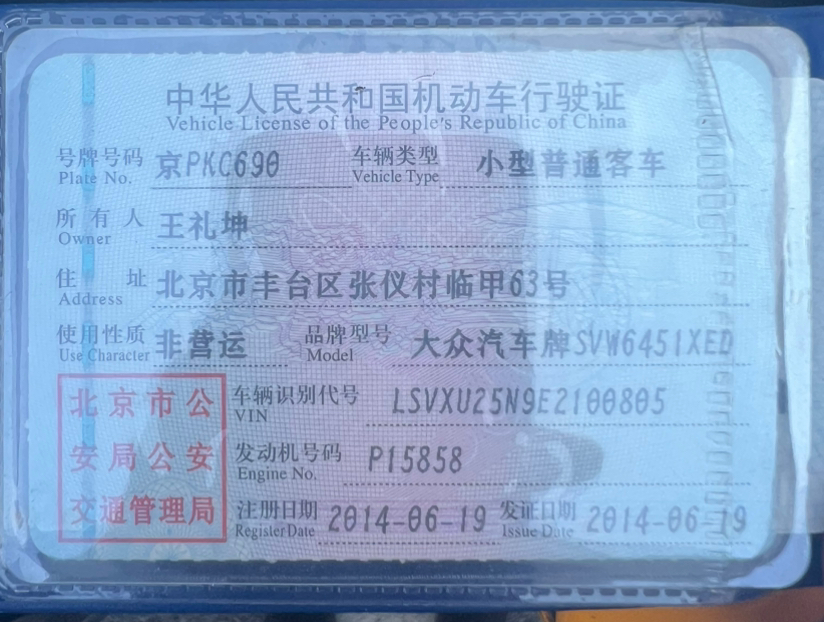 中华人民共和国机动车行驶证
Vehicle License of the People's Republic of China
号牌号码 京PKC690 车辆类型 小型普通客车
Plate No. Vehicle Type
所有人 王礼坤
Owner
住址 北京市丰台区张仪村临甲63号
Address
使用性质 非营运 品牌型号 大众汽车牌SVW6451XED
Use Character Model
北京市公 车辆识别代号 LSVXU25N9E2100805
VIN
安局公安 发动机号码 P15858
Engine No.
交通管理局 注册日期 2014-06-19 发证日期 2014-06-19
Register Date Issue Date